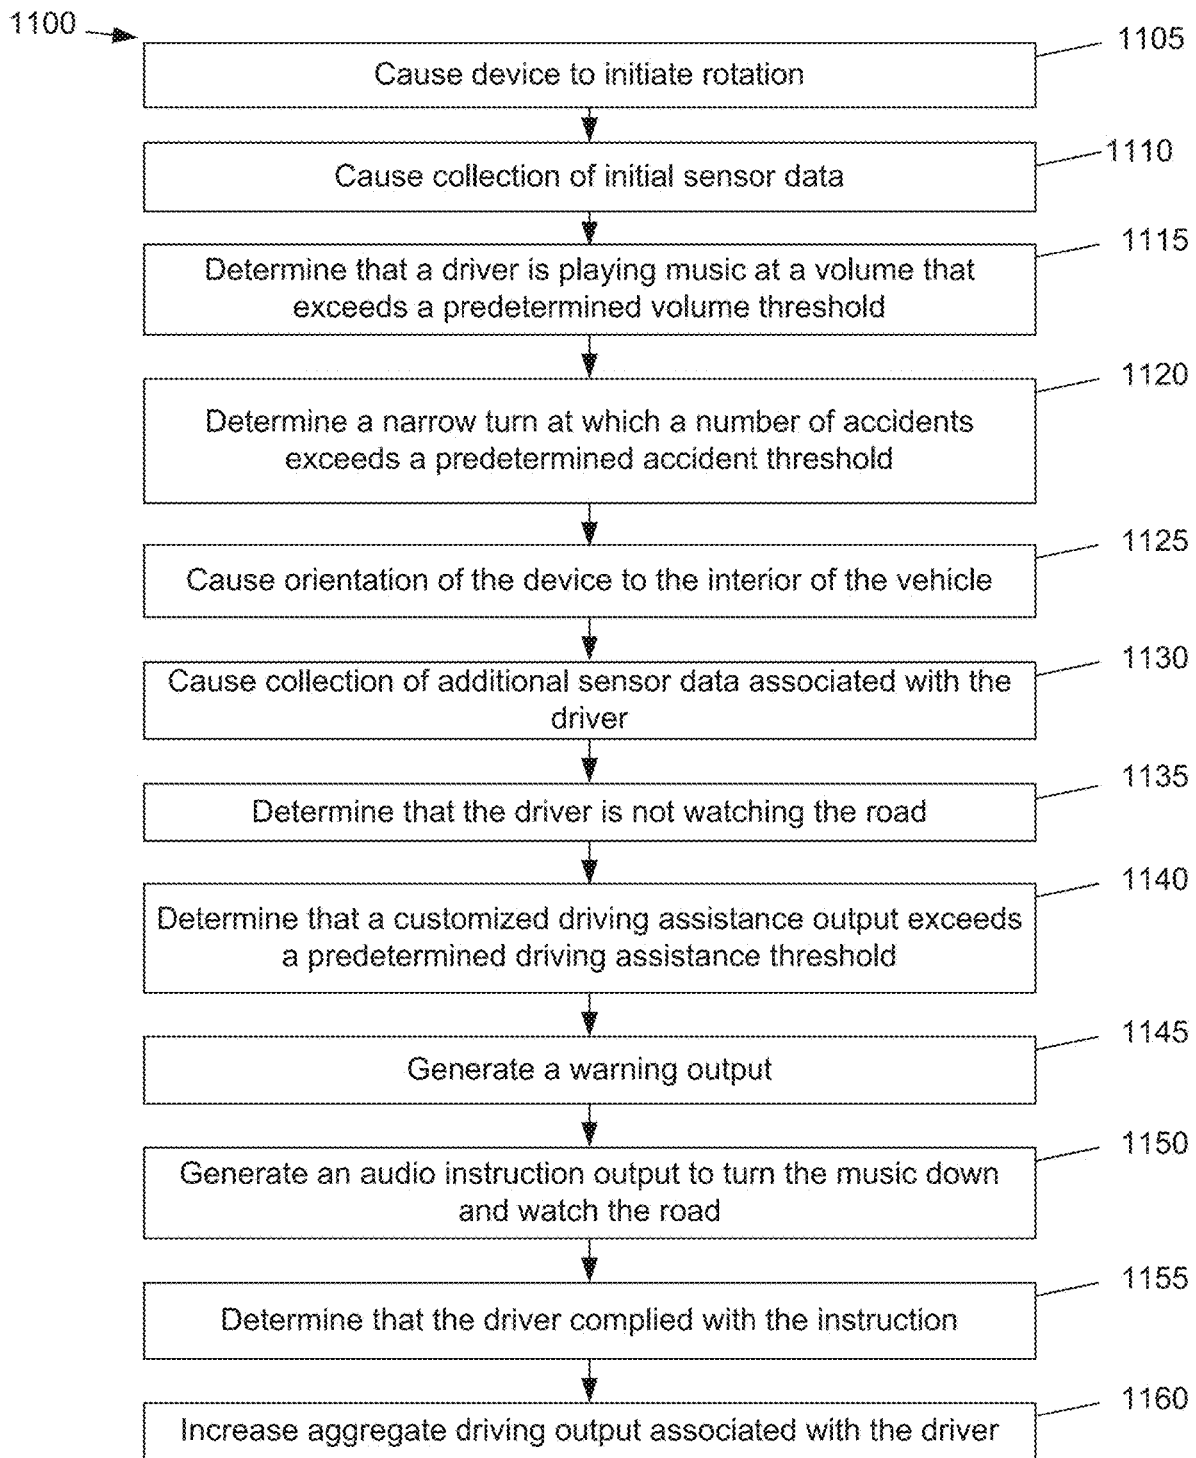 1100
1105
Cause device to initiate rotation
1110
Cause collection of initial sensor data
1115
Determine that a driver is playing music at a volume that
exceeds a predetermined volume threshold
1120
Determine a narrow turn at which a number of accidents
exceeds a predetermined accident threshold
1125
Cause orientation of the device to the interior of the vehicle
1130
Cause collection of additional sensor data associated with the
driver
1135
Determine that the driver is not watching the road
1140
Determine that a customized driving assistance output exceeds
a predetermined driving assistance threshold
1145
Generate a warning output
1150
Generate an audio instruction output to turn the music down
and watch the road
1155
Determine that the driver complied with the instruction
1160
Increase aggregate driving output associated with the driver